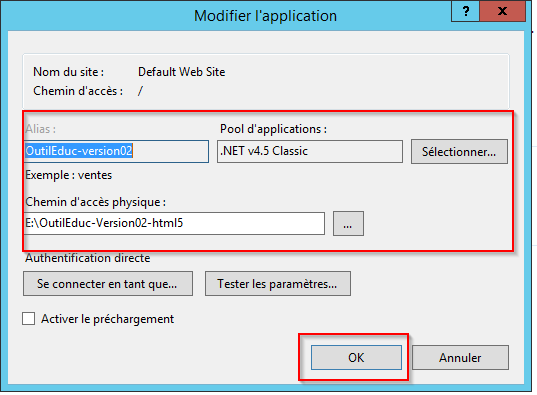 Modifier l'application
?
X
Nom du site : Default Web Site
Chemin d'accès : /
Alias : Pool d'applications :
OutilEduc-version02 .NET v4.5 Classic Sélectionner...
Exemple : ventes
Chemin d'accès physique :
E:\OutilEduc-Version02-html5 ...
Authentification directe
Se connecter en tant que... Tester les paramètres...
Activer le préchargement
OK Annuler